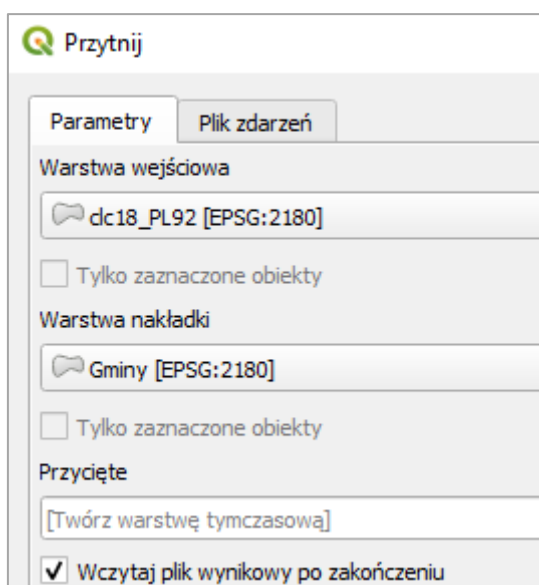 Przytnij
Parametry
Plik zdarzeń
Warstwa wejściowa
clc18_PL92 [EPSG:2180]
Tylko zaznaczone obiekty
Warstwa nakładki
Gminy [EPSG:2180]
Tylko zaznaczone obiekty
Przycięte
[Twórz warstwę tymczasową]
Wczytaj plik wynikowy po zakończeniu